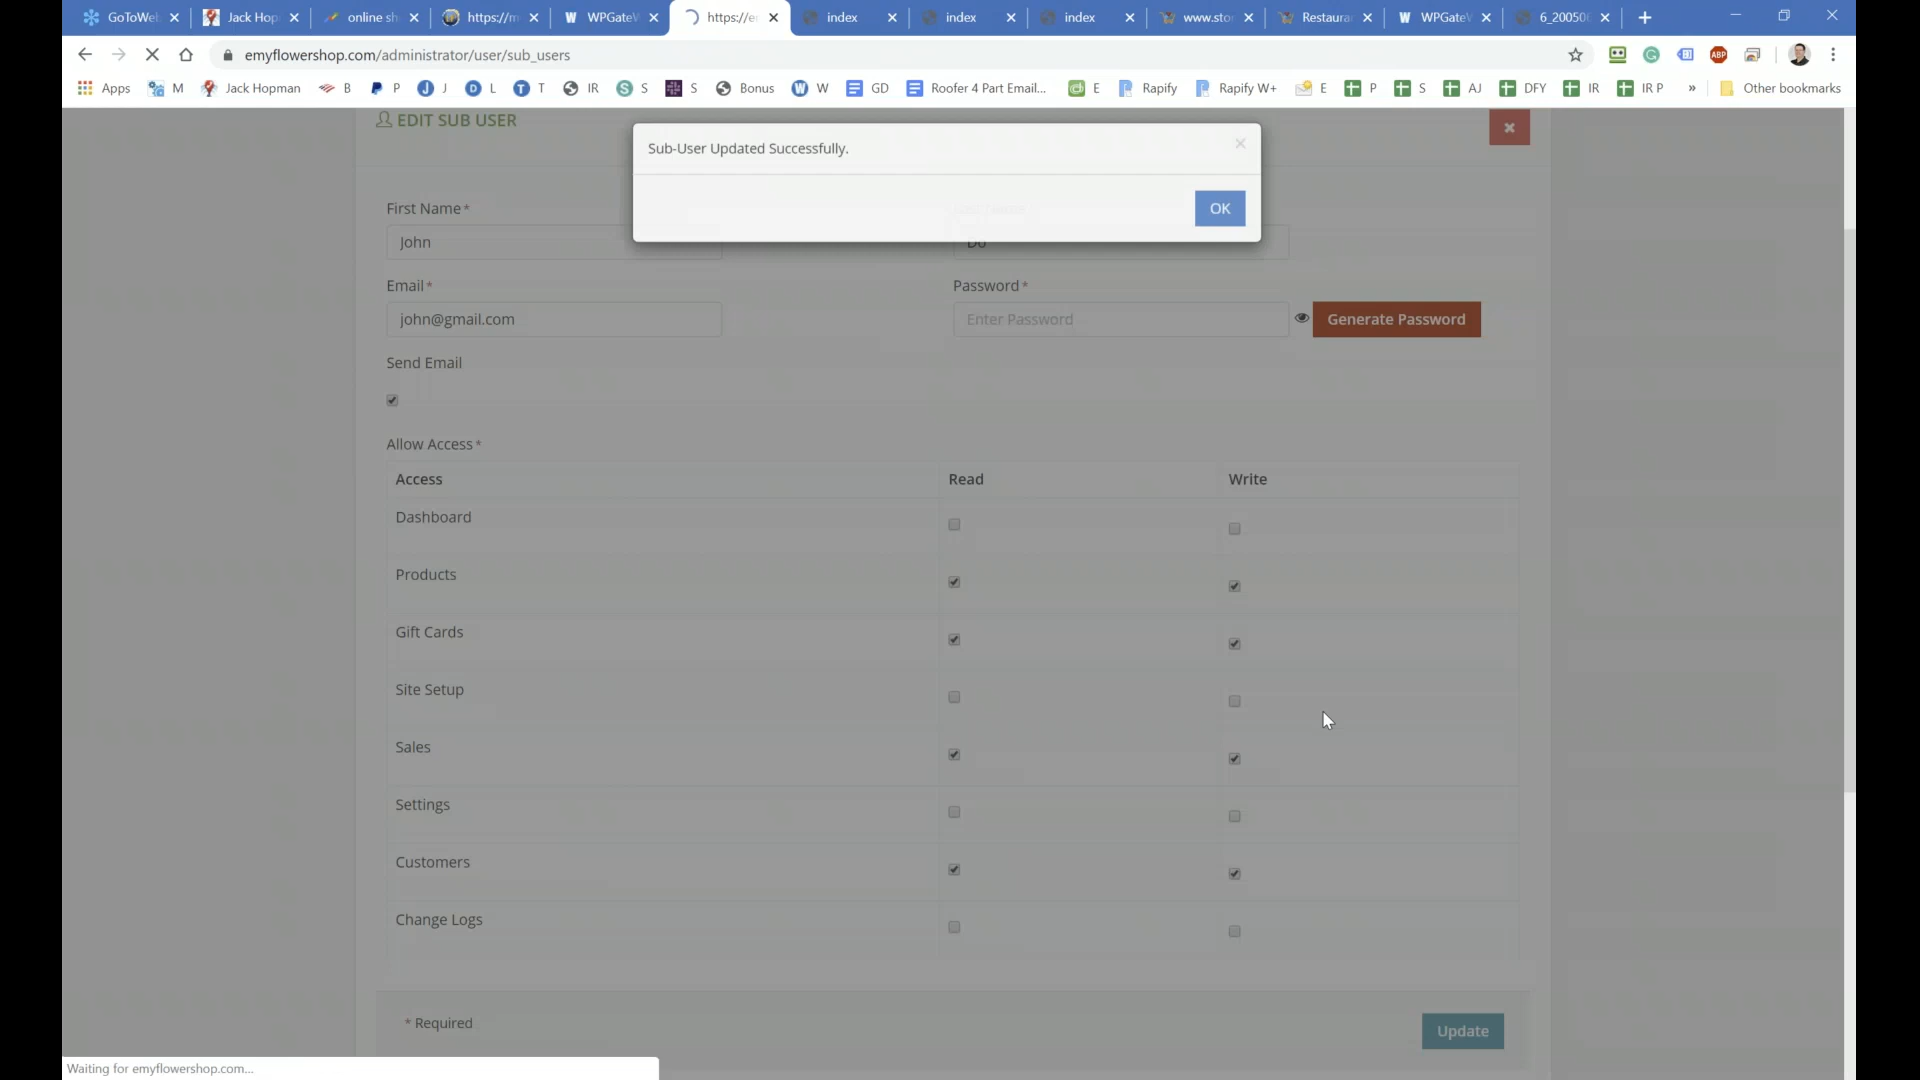 GoToWe
Jack Hop
online sh
https://m
WPGateW
https://e
index
index
index
www.sto
Restaura
WPGateW
6_20050
emyflowershop.com/administrator/user/sub_users
Apps M Jack Hopman B P J L T IR S S Bonus W GD Roofer 4 Part Email... E Rapify Rapify W+ E P S AJ DFY IR IR P » Other bookmarks
EDIT SUB USER
Sub-User Updated Successfully.
OK
First Name*
John
Do
Email*
Password*
john@gmail.com
Enter Password
Generate Password
Send Email
Allow Access*
Access Read Write
Dashboard
Products
Gift Cards
Site Setup
Sales
Settings
Customers
Change Logs
* Required
Update
Waiting for emyflowershop.com...